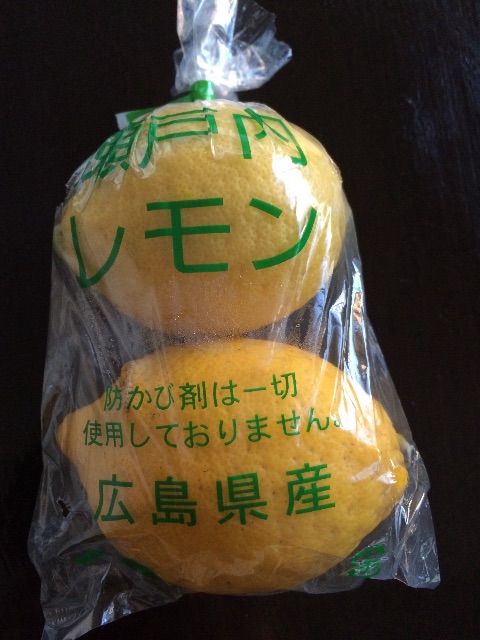 瀬戸内
レモン
防かび剤は一切
使用しておりません。
広島県産